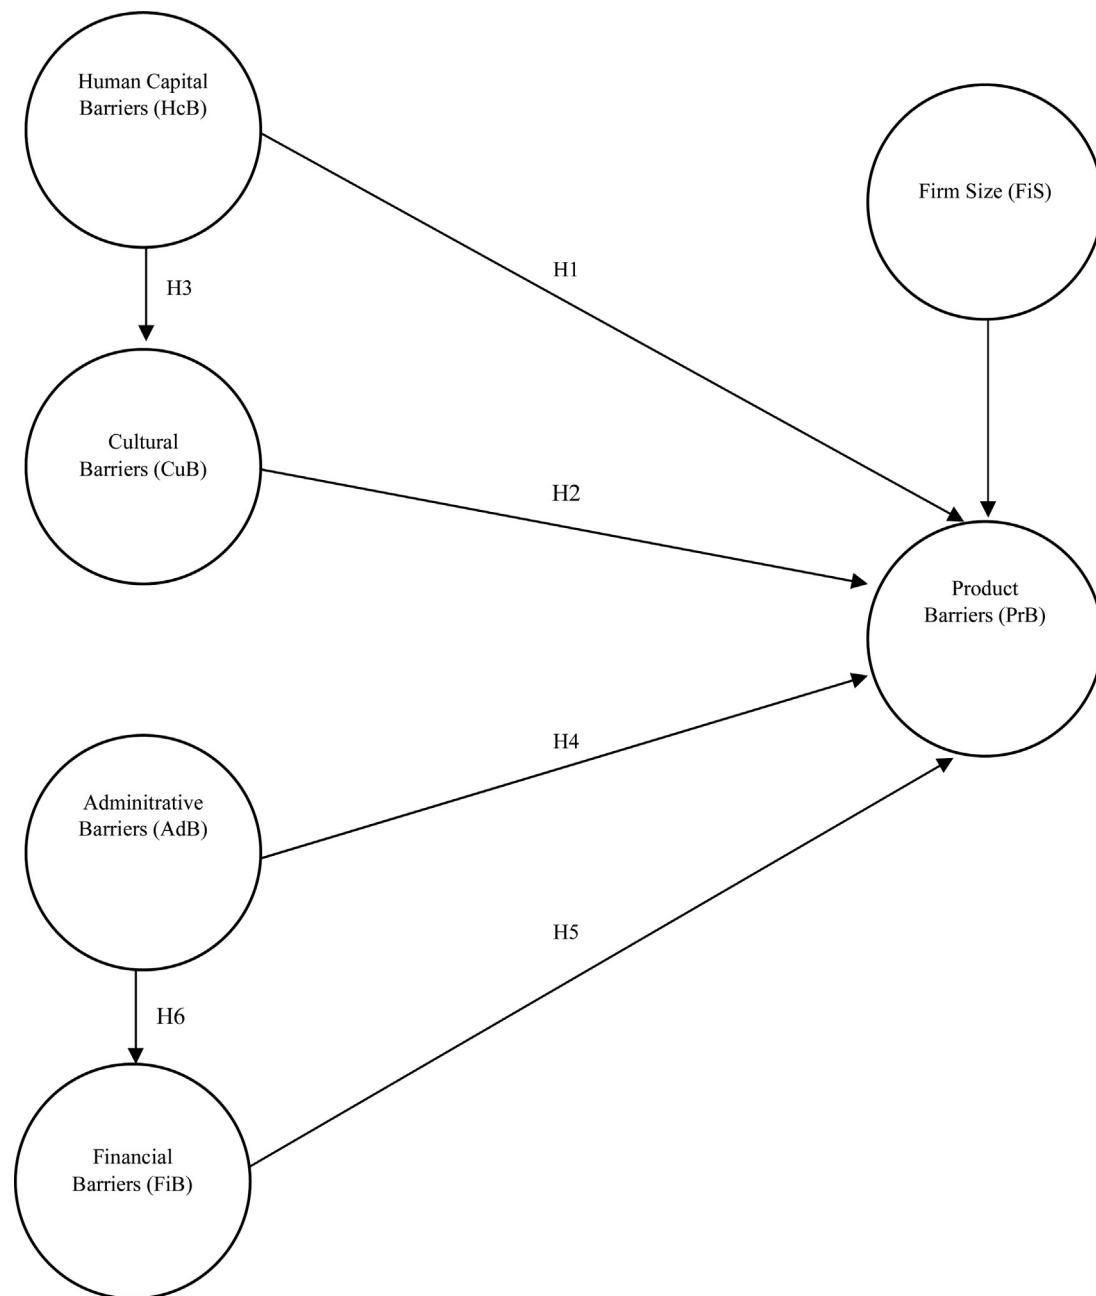 Human Capital
Barriers (HcB)
Firm Size (FiS)
H1
H3
Cultural
Barriers (CuB)
H2
Product
Barriers (PrB)
H4
Adminitrative
Barriers (AdB)
H5
H6
Financial
Barriers (FiB)